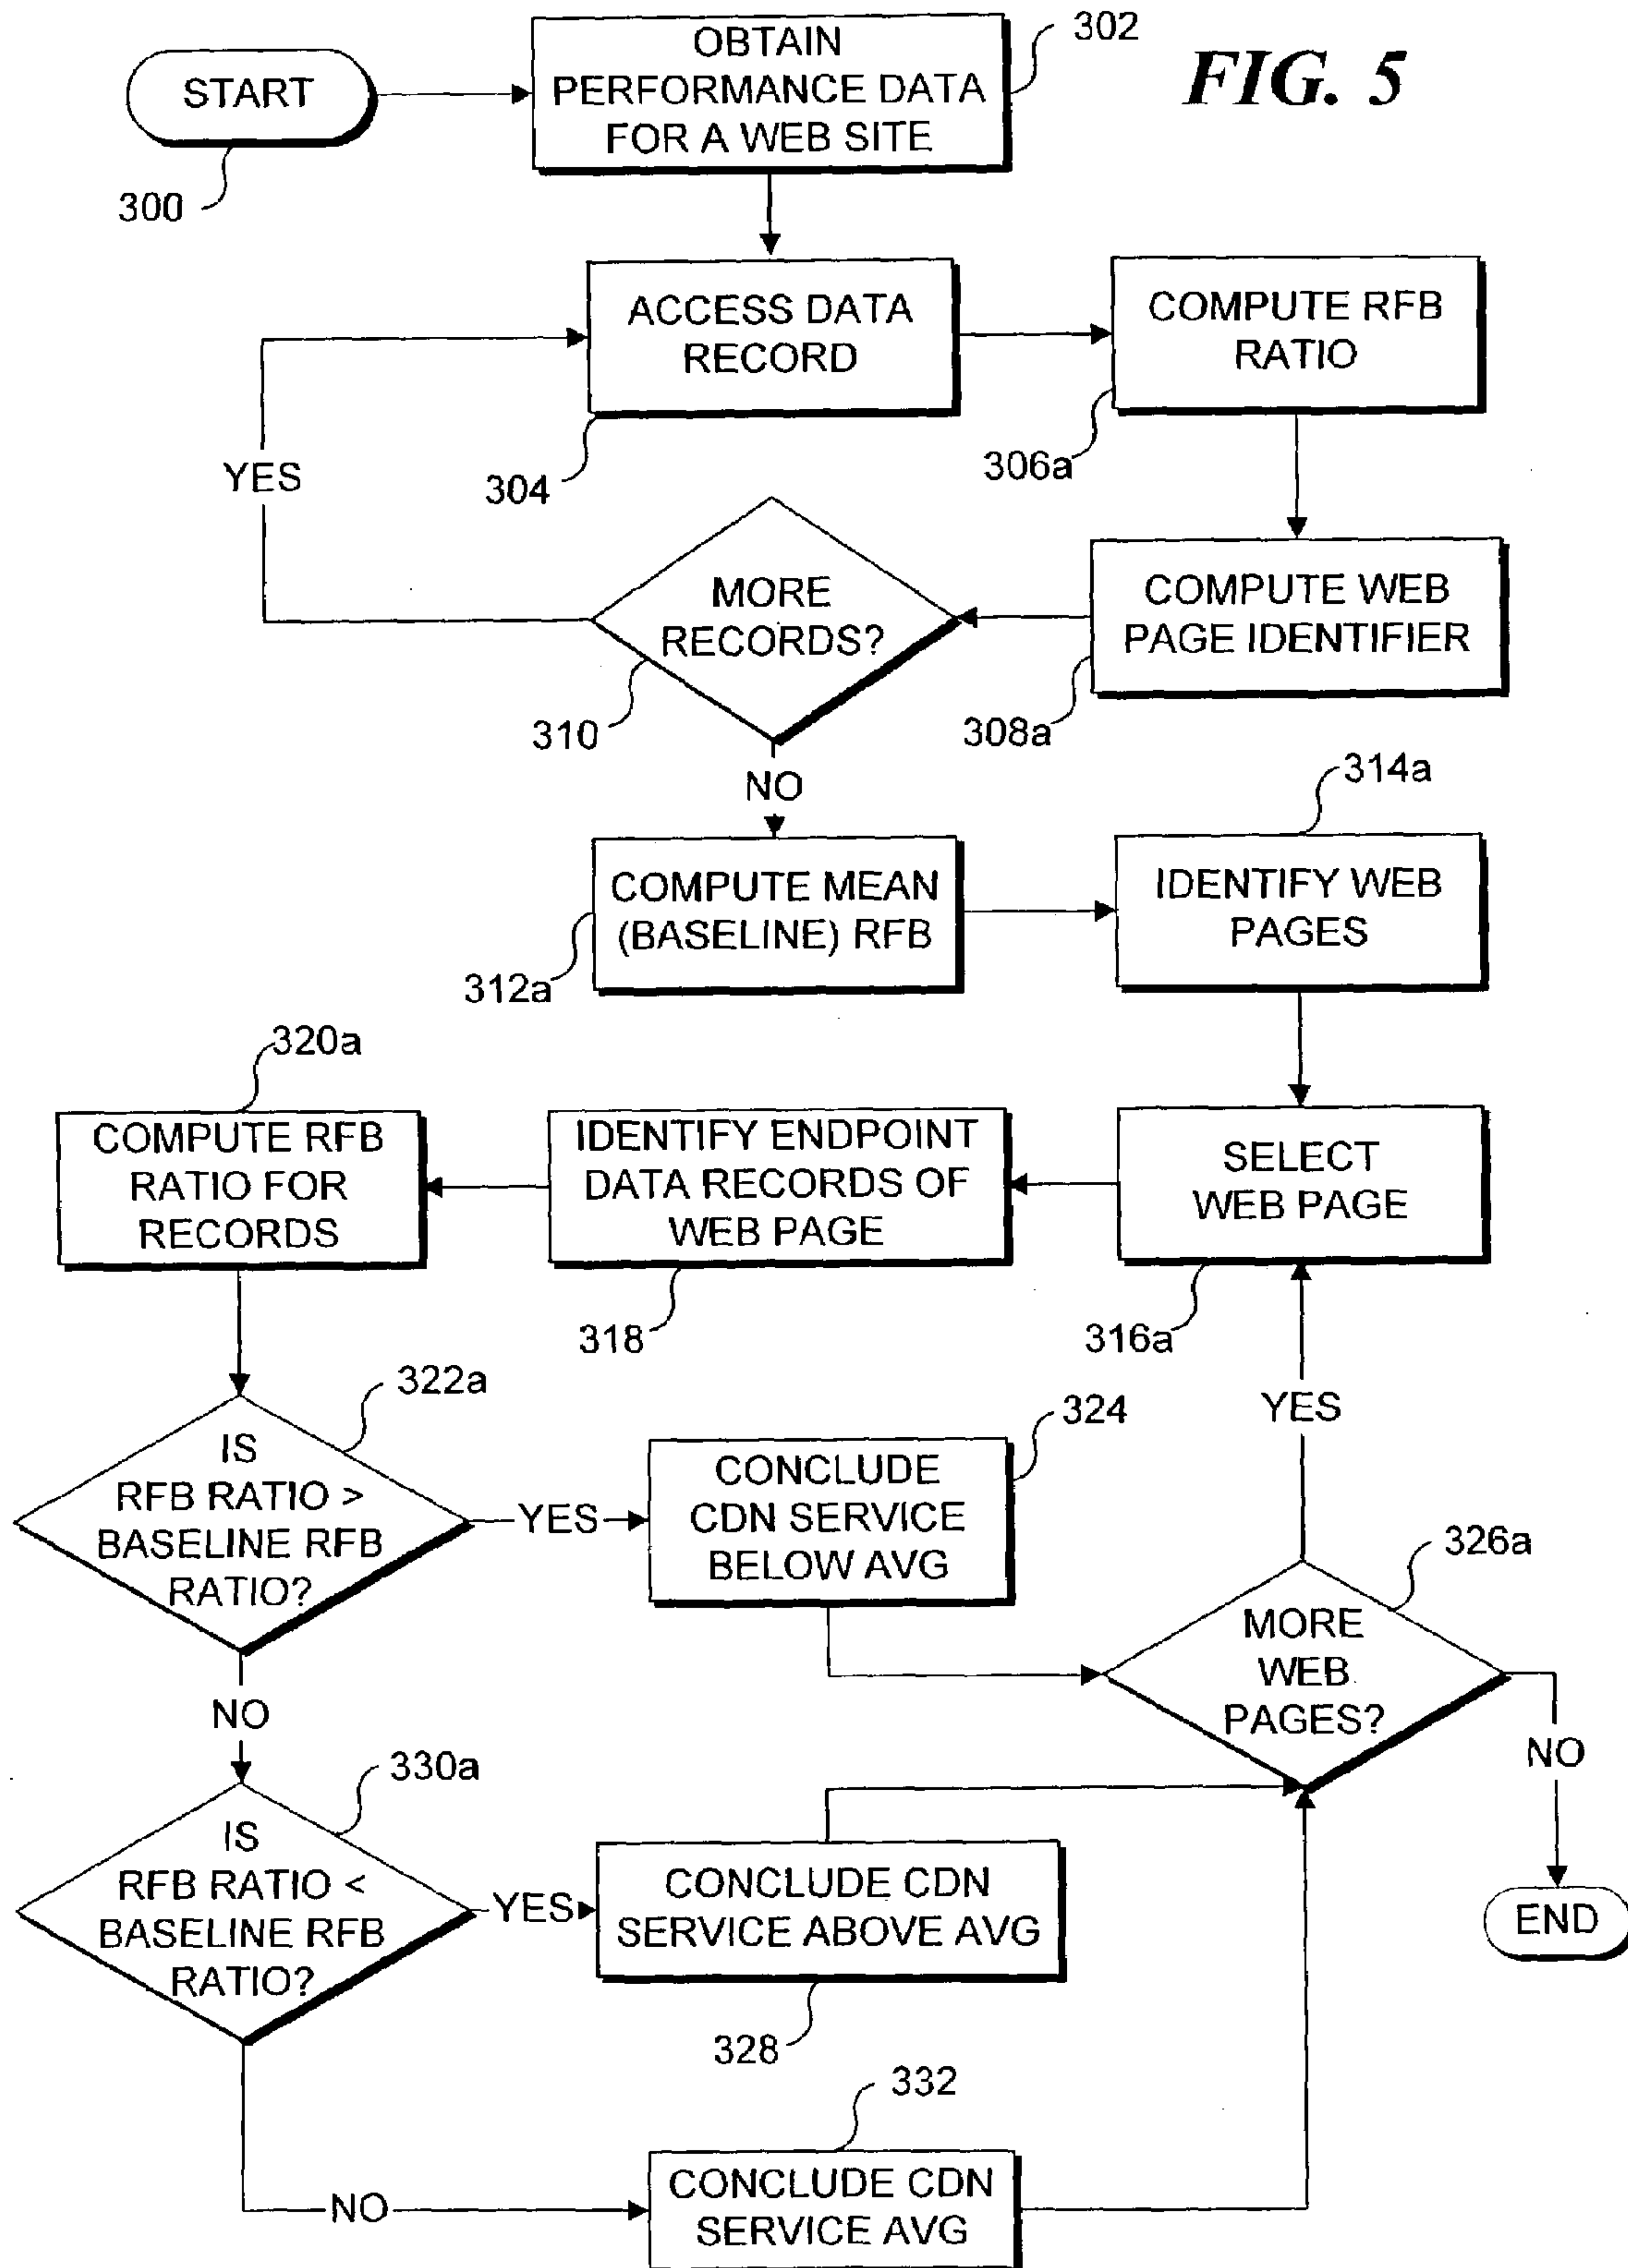 FIG. 5
START
300
OBTAIN
PERFORMANCE DATA
FOR A WEB SITE
302
ACCESS DATA
RECORD
304
COMPUTE RFB
RATIO
306a
YES
MORE
RECORDS?
310
COMPUTE WEB
PAGE IDENTIFIER
308a
NO
COMPUTE MEAN
(BASELINE) RFB
312a
314a
IDENTIFY WEB
PAGES
320a
COMPUTE RFB
RATIO FOR
RECORDS
IDENTIFY ENDPOINT
DATA RECORDS OF
WEB PAGE
318
SELECT
WEB PAGE
316a
322a
IS
RFB RATIO >
BASELINE RFB
RATIO?
YES
324
CONCLUDE
CDN SERVICE
BELOW AVG
YES
326a
MORE
WEB
PAGES?
NO
END
NO
330a
IS
RFB RATIO <
BASELINE RFB
RATIO?
YES
CONCLUDE CDN
SERVICE ABOVE AVG
328
332
NO
CONCLUDE CDN
SERVICE AVG